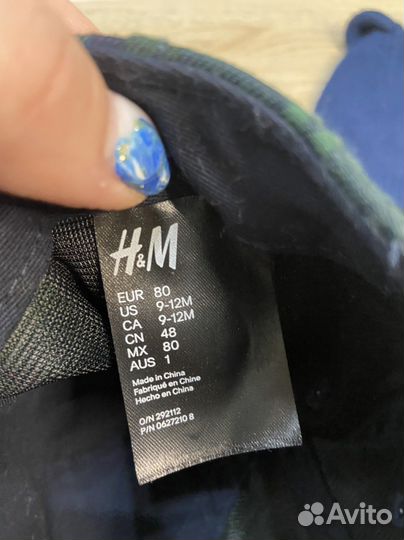 H&M
EUR 80
US 9-12M
CA 9-12M
CN 48
MX 80
AUS 1
Made in China
Fabriqué en Chine
Hecho en China
O/N 292112
P/N 0627210 8
Avito